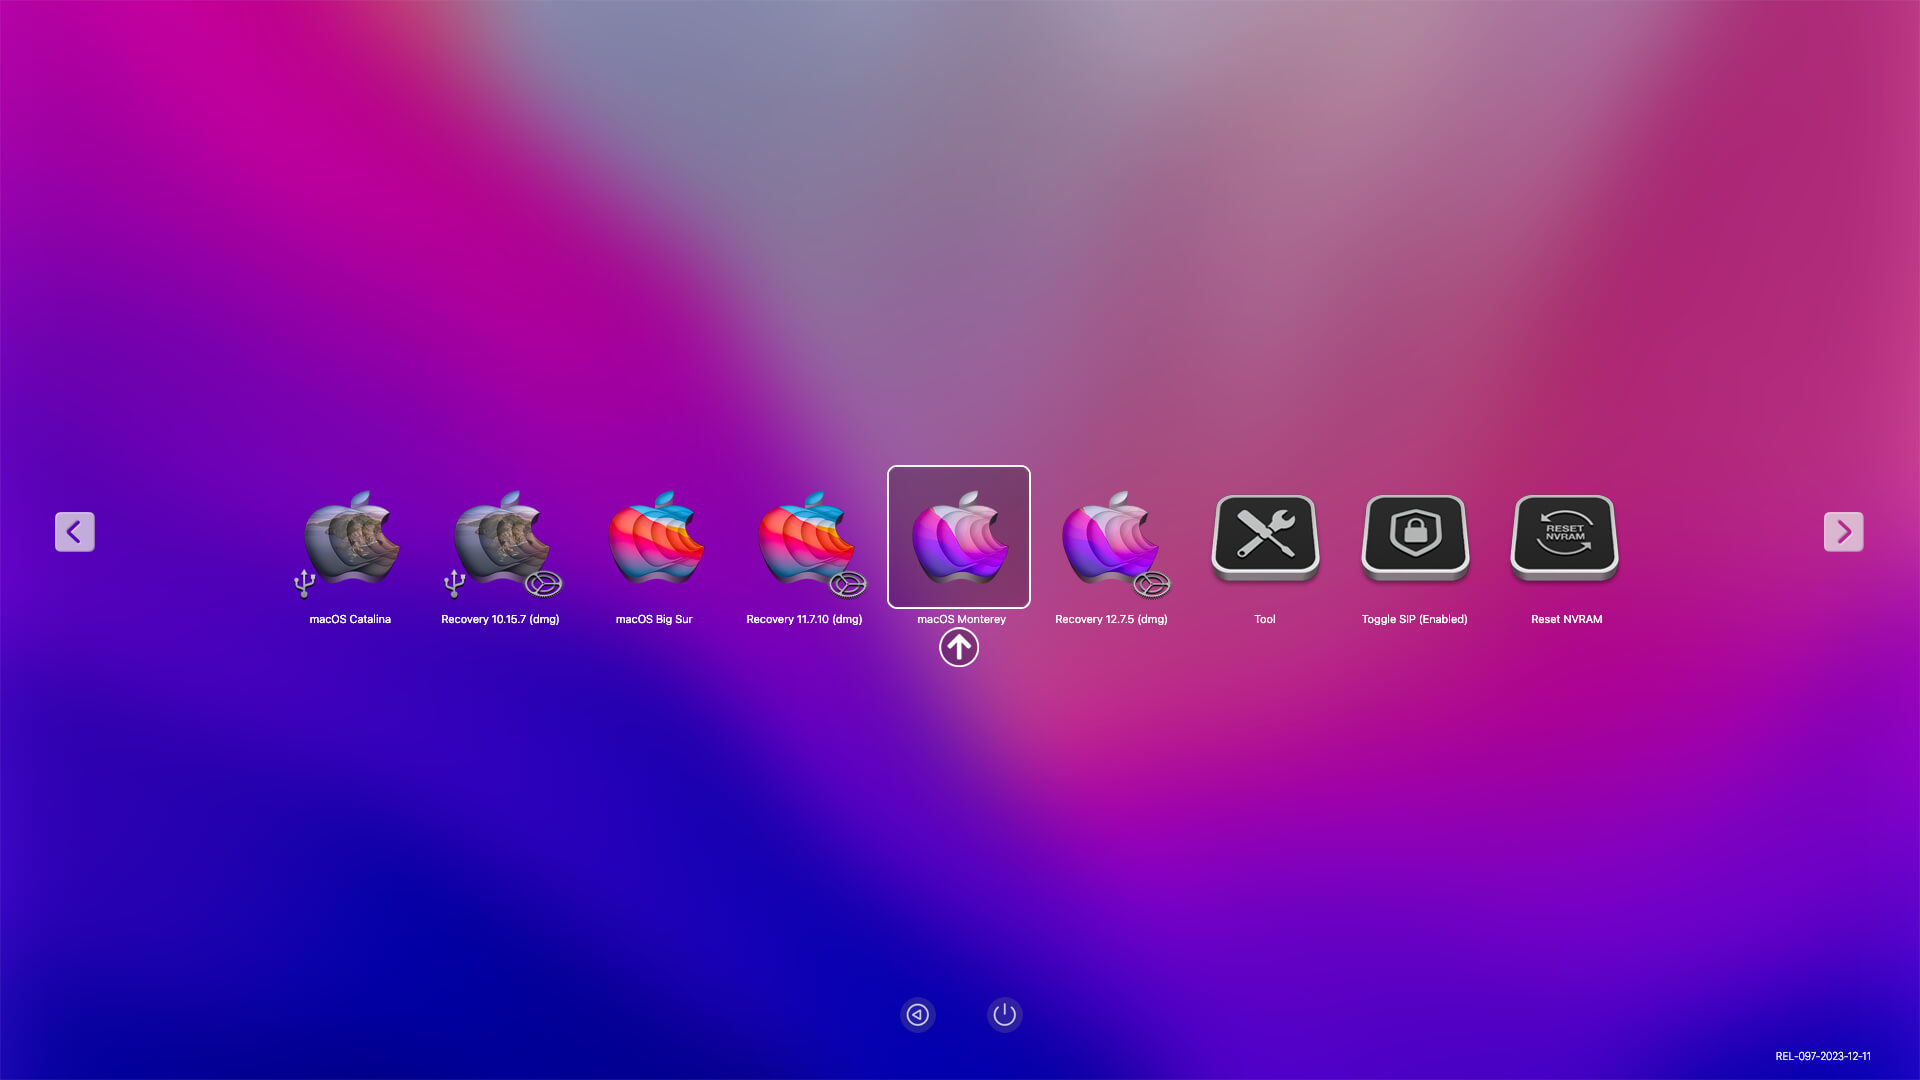 RESET
NVRAM
macOS Catalina
Recovery 10.15.7 (dmg)
macOS Big Sur
Recovery 11.7.10 (dmg)
macOS Monterey
Recovery 12.7.5 (dmg)
Tool
Toggle SIP (Enabled)
Reset NVRAM
REL-097-2023-12-11